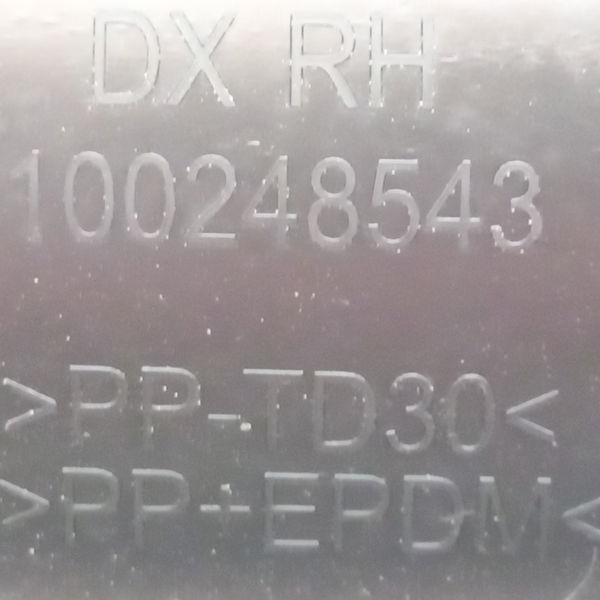 DX RH
100248543
>PP-TD30<
>PP+EPDM<